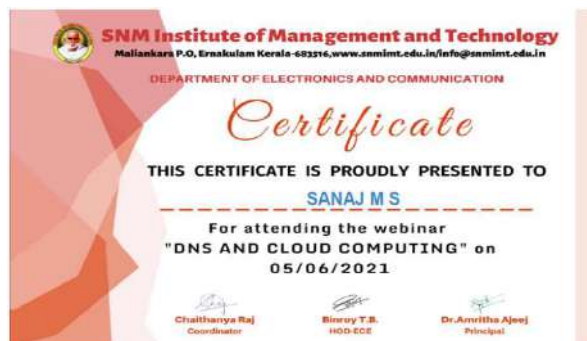 SNM Institute of Management and Technology
Maliankara P.O, Ernakulam Kerala-683516,www.snmimt.edu.in/info@snmimt.edu.in
DEPARTMENT OF ELECTRONICS AND COMMUNICATION
Certificate
THIS CERTIFICATE IS PROUDLY PRESENTED TO
SANAJ M S
For attending the webinar
"DNS AND CLOUD COMPUTING" on
05/06/2021
Chaithanya Raj Binroy T.B. Dr.Amritha Ajeej
Coordinator HOD-ECE Principal